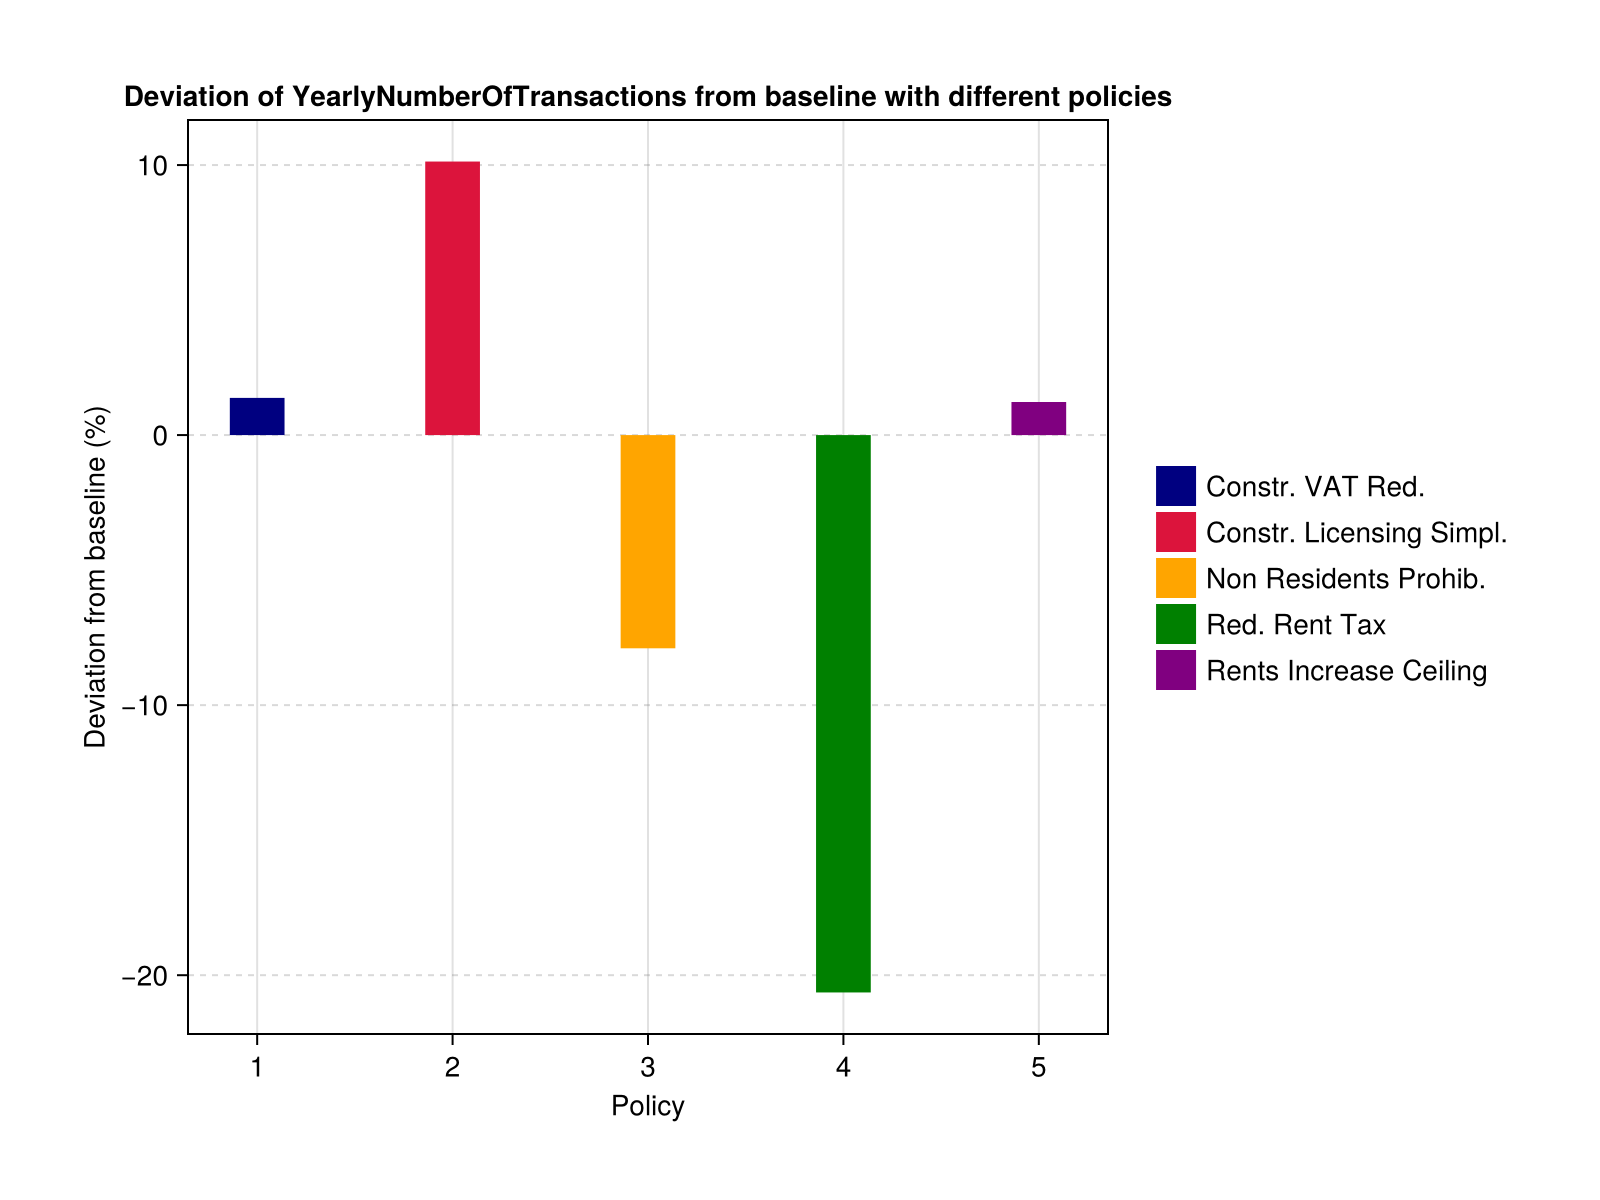 Deviation of YearlyNumberOfTransactions from baseline with different policies
Deviation from baseline (%)
10
0
−10
−20
1
2
3
4
5
Policy
Constr. VAT Red.
Constr. Licensing Simpl.
Non Residents Prohib.
Red. Rent Tax
Rents Increase Ceiling